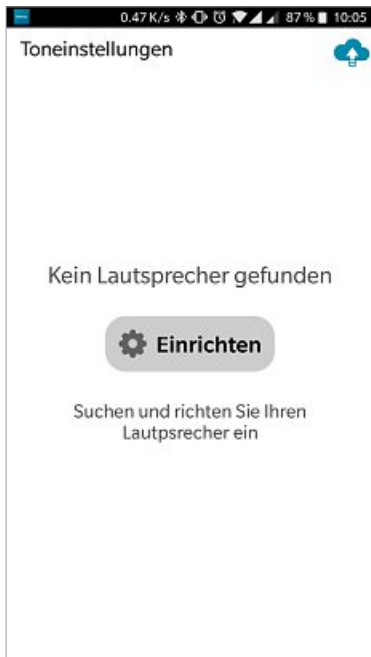 0.47 K/s 87% 10:05
Toneinstellungen
Kein Lautsprecher gefunden
Einrichten
Suchen und richten Sie Ihren
Lautpsrecher ein